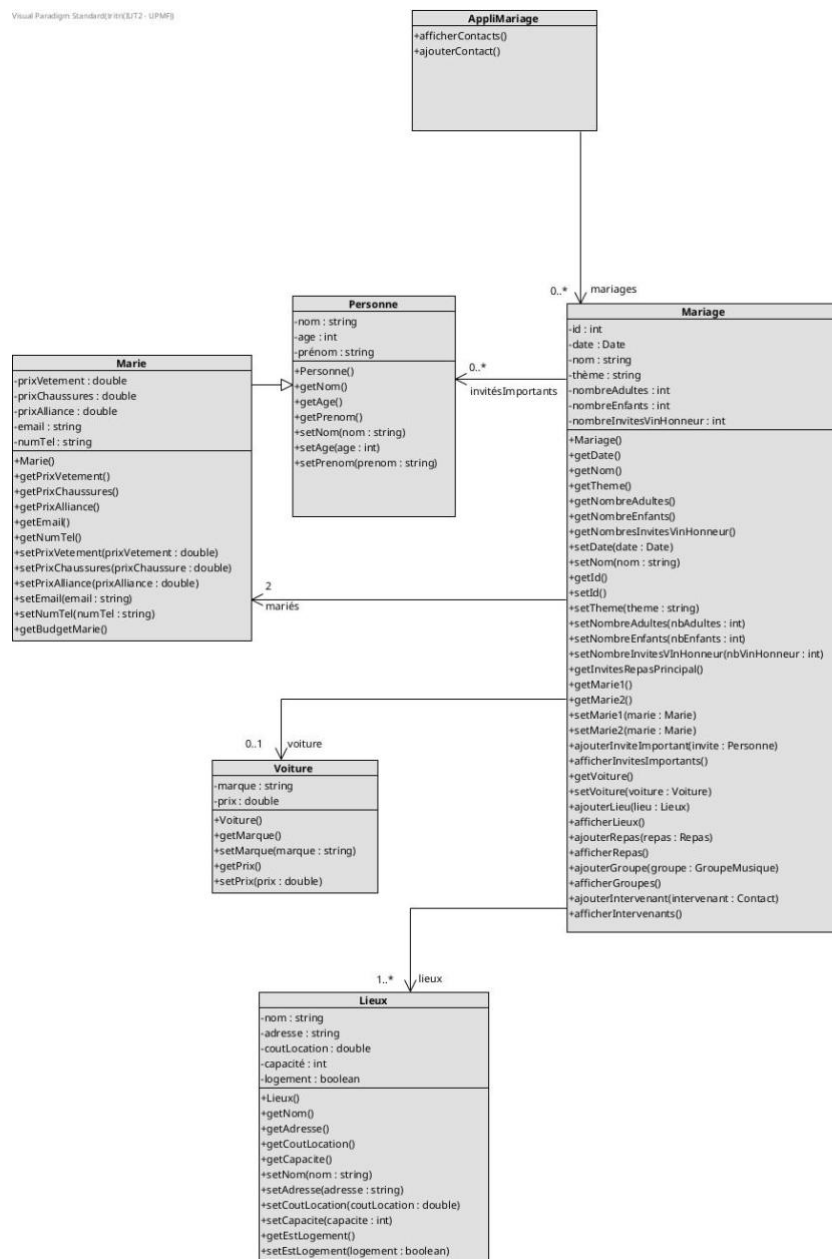 Visual Paradigm Standard(tritri(IUT2 - UPMF))
AppliMariage
+afficherContacts()
+ajouterContact()
0..*
mariages
Personne
-nom : string
-age : int
-prénom : string
+Personne()
+getNom()
+getAge()
+getPrenom()
+setNom(nom : string)
+setAge(age : int)
+setPrenom(prenom : string)
0..*
invitésImportants
Mariage
-id : int
-date : Date
-nom : string
-thème : string
-nombreAdultes : int
-nombreEnfants : int
-nombreInvitesVinHonneur : int
+Mariage()
+getDate()
+getNom()
+getTheme()
+getNombreAdultes()
+getNombreEnfants()
+getNombresInvitesVinHonneur()
+setDate(date : Date)
+setNom(nom : string)
+getId()
+setId()
+setTheme(theme : string)
+setNombreAdultes(nbAdultes : int)
+setNombreEnfants(nbEnfants : int)
+setNombreInvitesVInHonneur(nbVinHonneur : int)
+getInvitesRepasPrincipal()
+getMarie1()
+getMarie2()
+setMarie1(marie : Marie)
+setMarie2(marie : Marie)
+ajouterInviteImportant(invite : Personne)
+afficherInvitesImportants()
+getVoiture()
+setVoiture(voiture : Voiture)
+ajouterLieu(lieu : Lieux)
+afficherLieux()
+ajouterRepas(repas : Repas)
+afficherRepas()
+ajouterGroupe(groupe : GroupeMusique)
+afficherGroupes()
+ajouterIntervenant(intervenant : Contact)
+afficherIntervenants()
Marie
-prixVetement : double
-prixChaussures : double
-prixAlliance : double
-email : string
-numTel : string
+Marie()
+getPrixVetement()
+getPrixChaussures()
+getPrixAlliance()
+getEmail()
+getNumTel()
+setPrixVetement(prixVetement : double)
+setPrixChaussures(prixChaussure : double)
+setPrixAlliance(prixAlliance : double)
+setEmail(email : string)
+setNumTel(numTel : string)
+getBudgetMarie()
2
mariés
0..1
voiture
Voiture
-marque : string
-prix : double
+Voiture()
+getMarque()
+setMarque(marque : string)
+getPrix()
+setPrix(prix : double)
1..*
lieux
Lieux
-nom : string
-adresse : string
-coutLocation : double
-capacité : int
-logement : boolean
+Lieux()
+getNom()
+getAdresse()
+getCoutLocation()
+getCapacite()
+setNom(nom : string)
+setAdresse(adresse : string)
+setCoutLocation(coutLocation : double)
+setCapacite(capacite : int)
+getEstLogement()
+setEstLogement(logement : boolean)